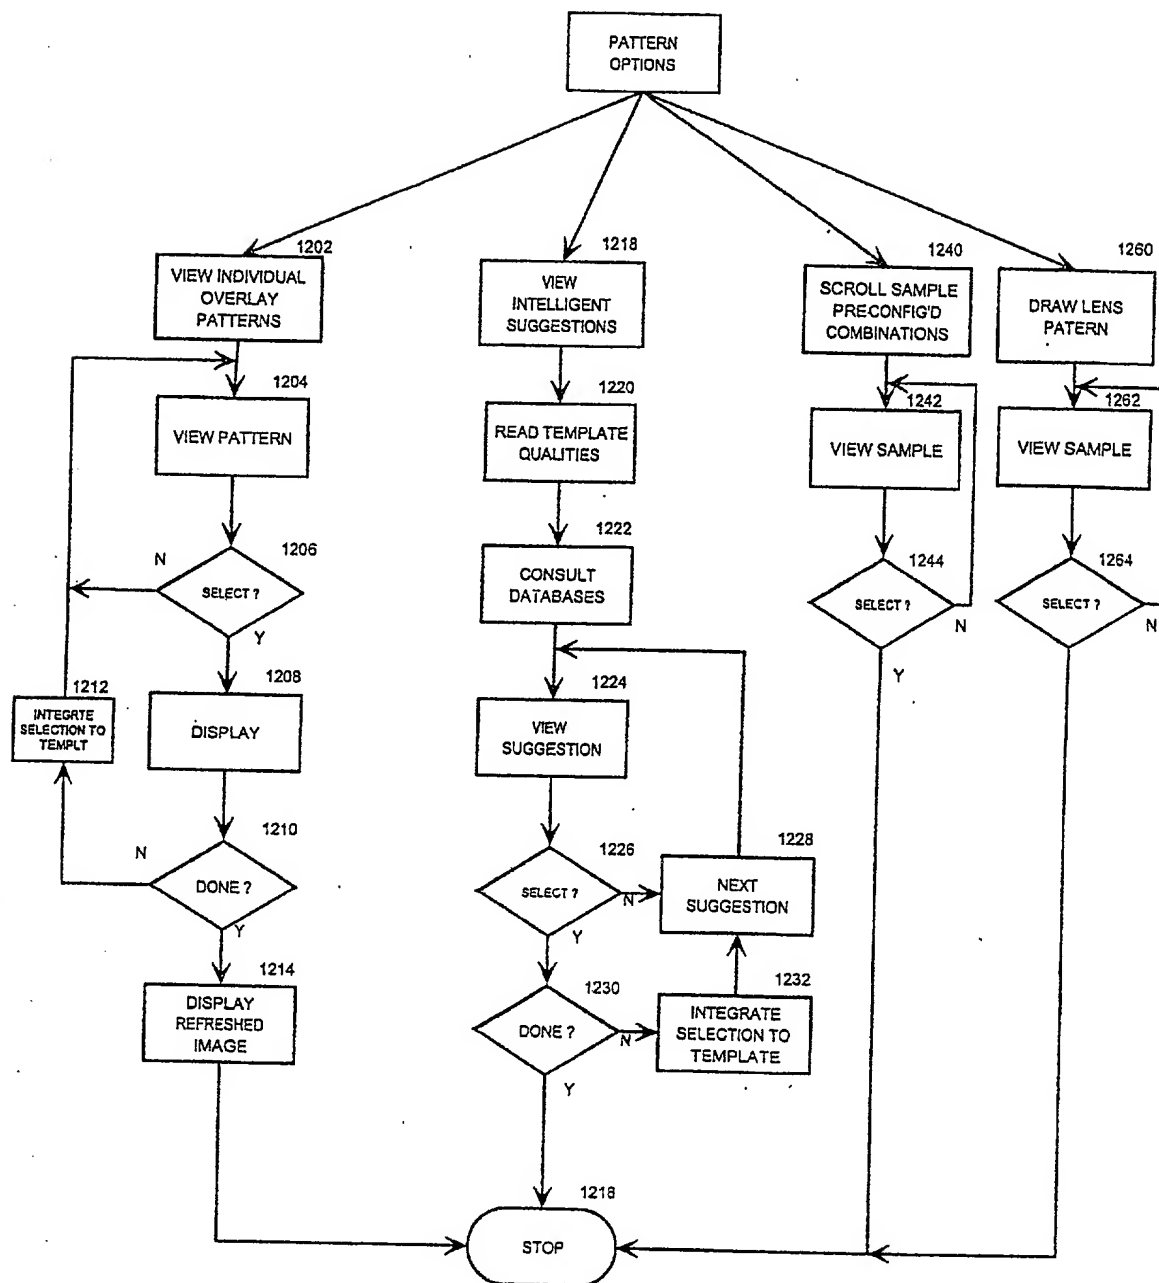 PATTERN
OPTIONS
1202
VIEW INDIVIDUAL
OVERLAY
PATTERNS
1204
VIEW PATTERN
1206
SELECT ?
N
Y
1208
DISPLAY
1212
INTEGRTE
SELECTION TO
TEMPLT
1210
DONE ?
N
Y
1214
DISPLAY
REFRESHED
IMAGE
1218
VIEW
INTELLIGENT
SUGGESTIONS
1220
READ TEMPLATE
QUALITIES
1222
CONSULT
DATABASES
1224
VIEW
SUGGESTION
1226
SELECT ?
N
Y
1228
NEXT
SUGGESTION
1230
DONE ?
N
Y
1232
INTEGRATE
SELECTION TO
TEMPLATE
1218
STOP
1240
SCROLL SAMPLE
PRECONFIG'D
COMBINATIONS
1242
VIEW SAMPLE
1244
SELECT ?
N
Y
1260
DRAW LENS
PATERN
1262
VIEW SAMPLE
1264
SELECT ?
N